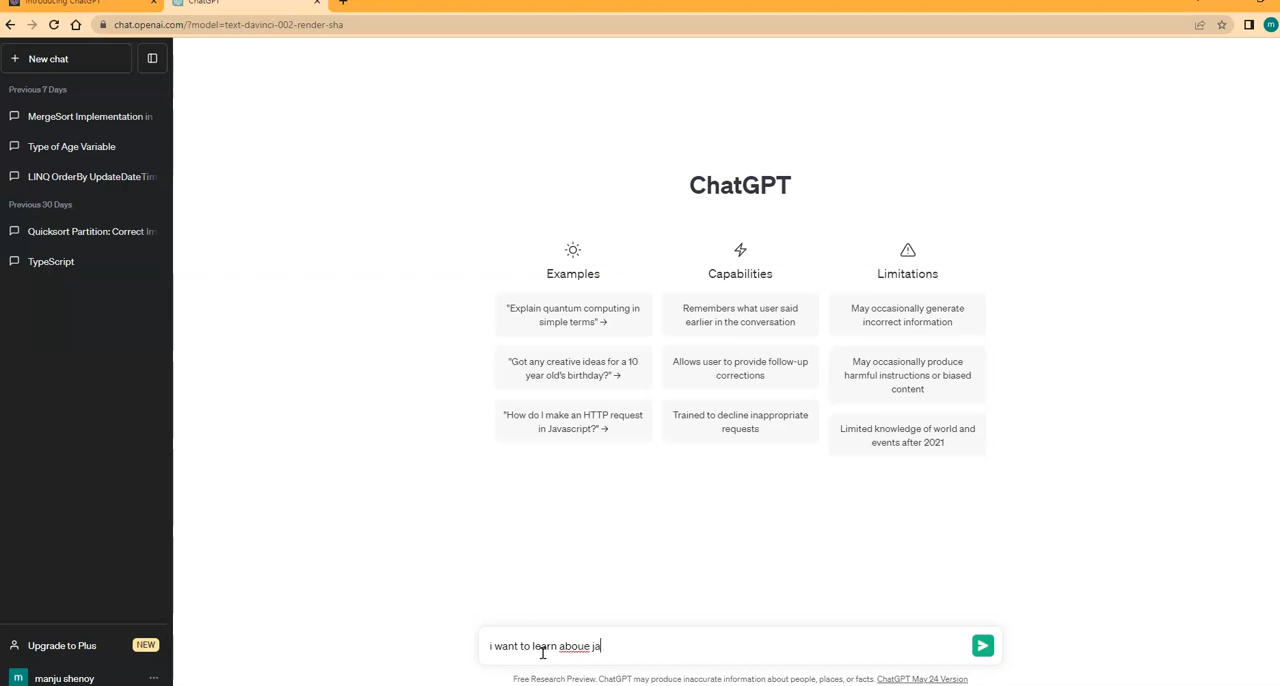 Introducing ChatGPT
ChatGPT
chat.openai.com/?model=text-davinci-002-render-sha
m
New chat
Previous 7 Days
MergeSort Implementation in
Type of Age Variable
LINQ OrderBy UpdateDateTim
Previous 30 Days
Quicksort Partition: Correct Im
TypeScript
Upgrade to Plus
NEW
m
manju shenoy
ChatGPT
Examples
"Explain quantum computing in
simple terms" →
"Got any creative ideas for a 10
year old's birthday?" →
"How do I make an HTTP request
in Javascript?" →
Capabilities
Remembers what user said
earlier in the conversation
Allows user to provide follow-up
corrections
Trained to decline inappropriate
requests
Limitations
May occasionally generate
incorrect information
May occasionally produce
harmful instructions or biased
content
Limited knowledge of world and
events after 2021
i want to learn aboue ja
Free Research Preview. ChatGPT may produce inaccurate information about people, places, or facts. ChatGPT May 24 Version